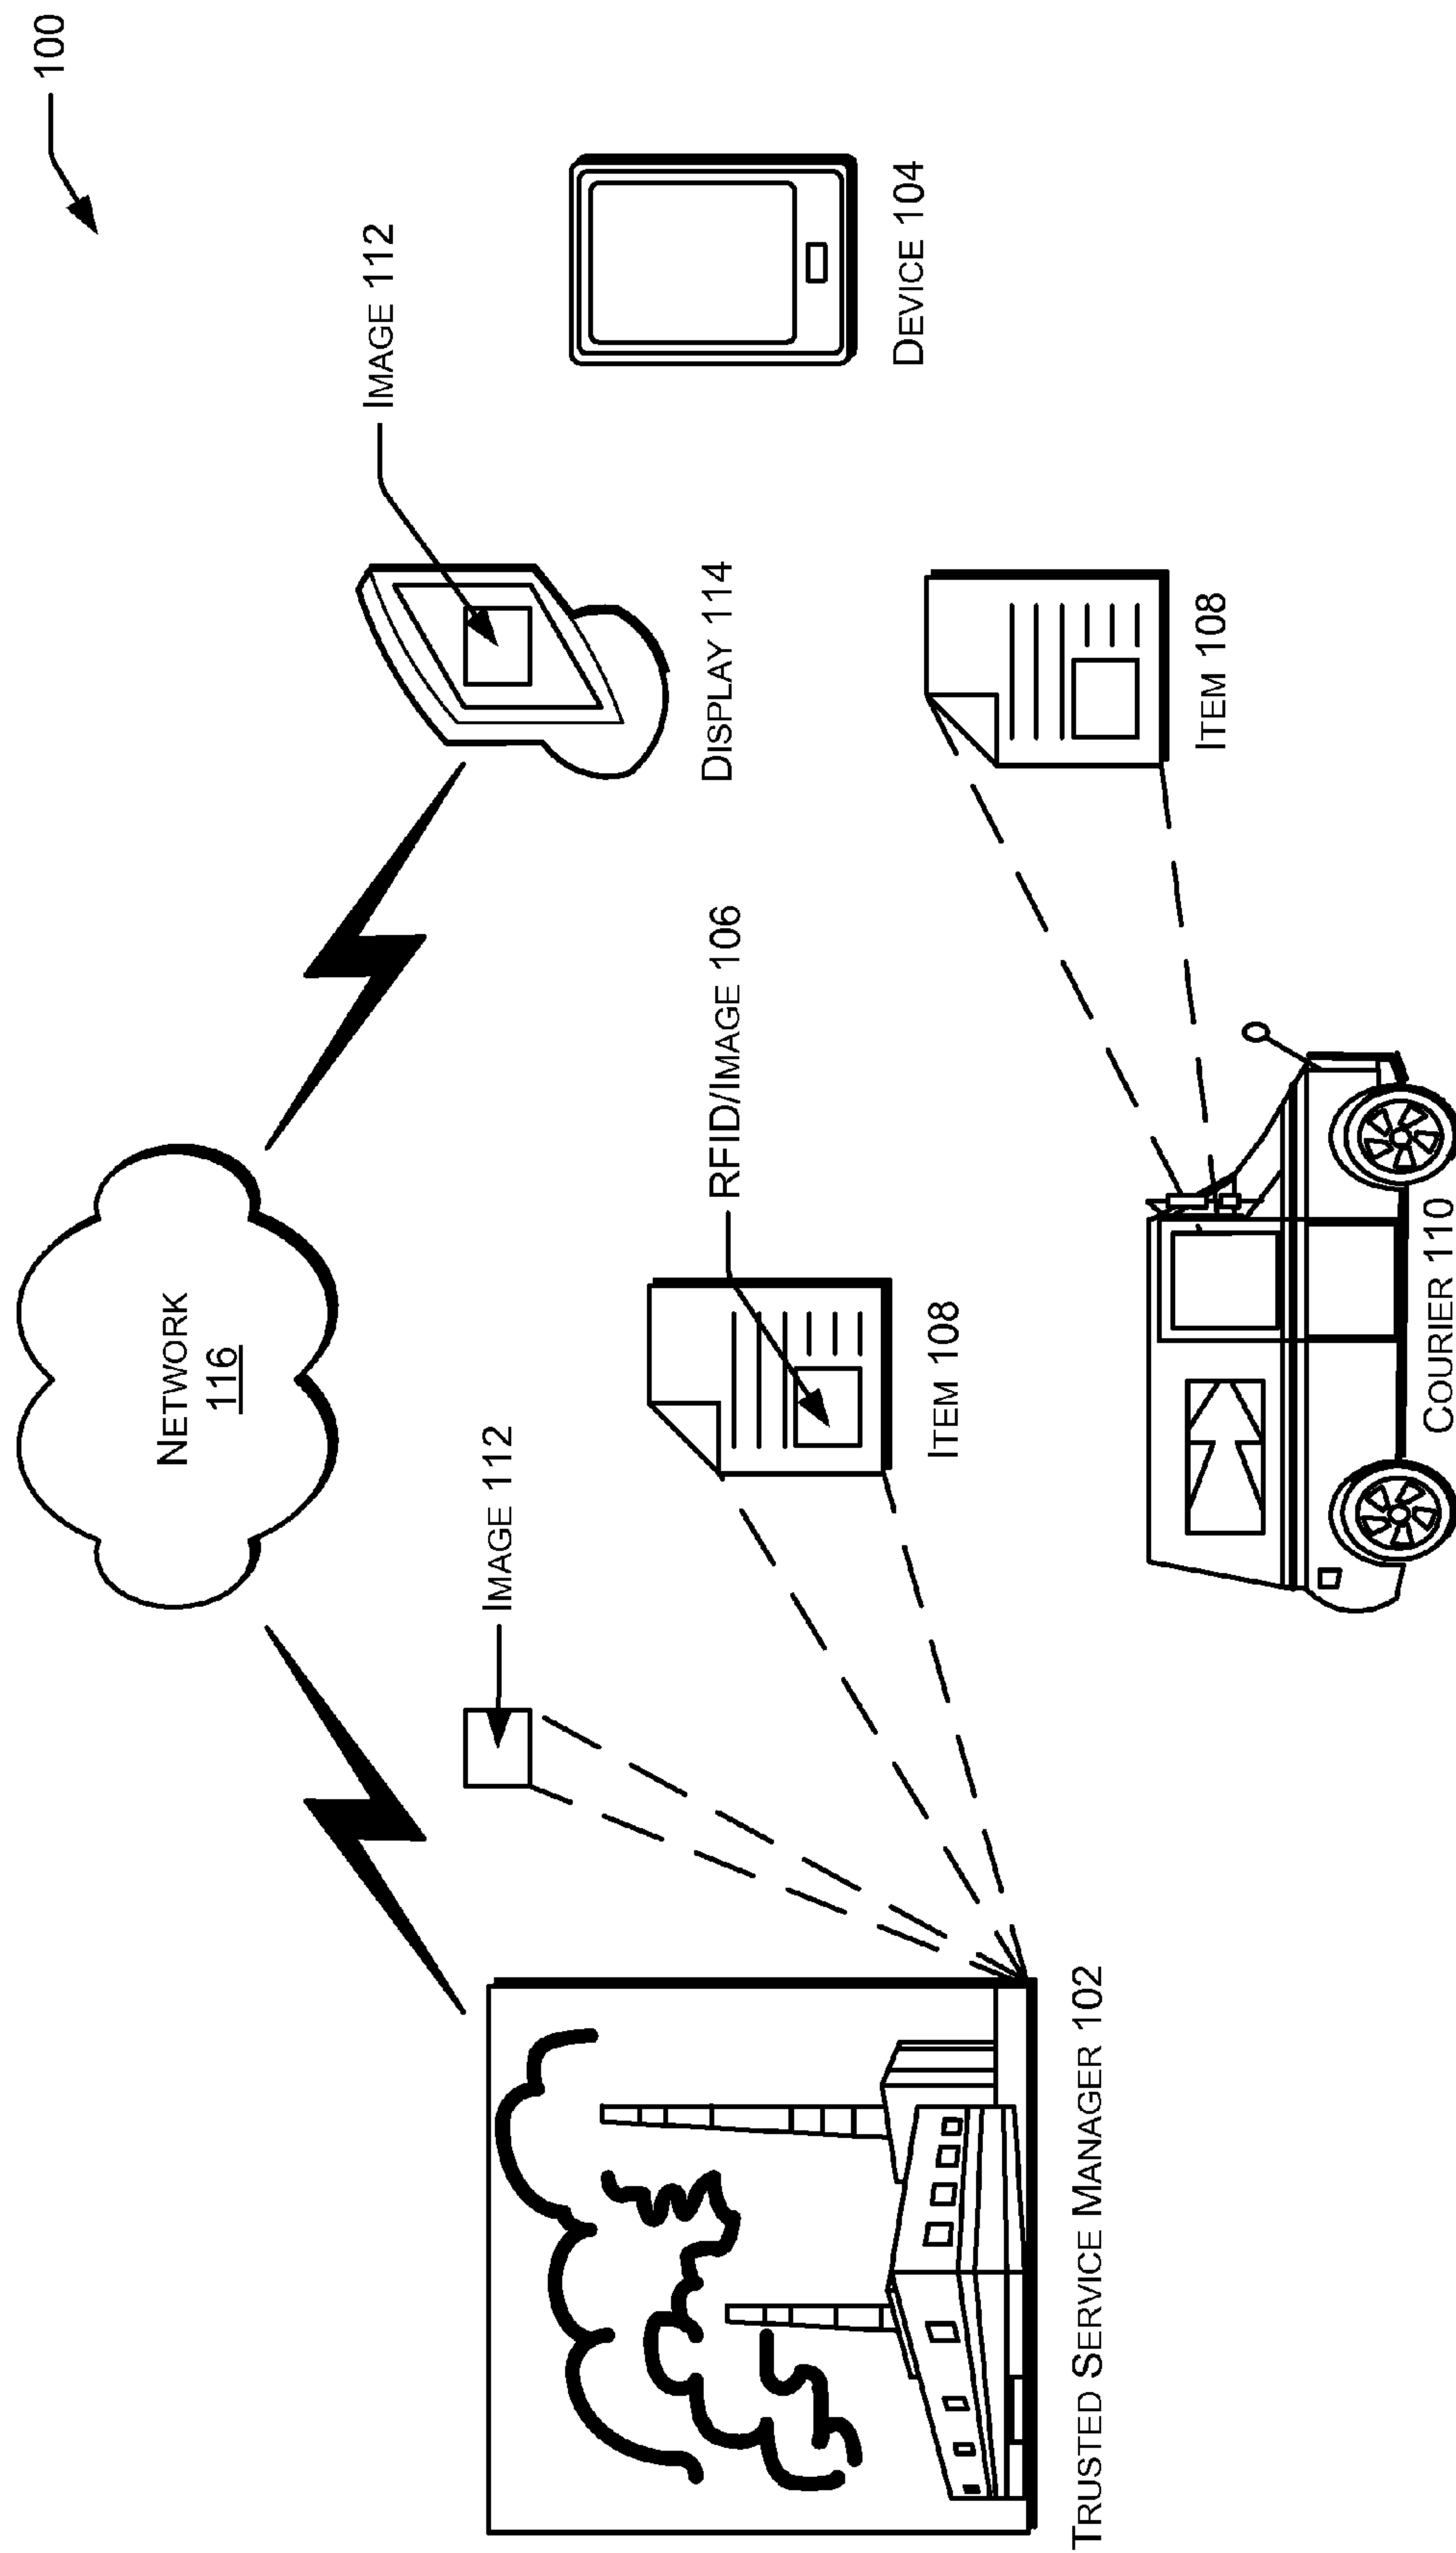 100
NETWORK
116
IMAGE 112
IMAGE 112
DISPLAY 114
DEVICE 104
RFID/IMAGE 106
ITEM 108
ITEM 108
TRUSTED SERVICE MANAGER 102
COURIER 110